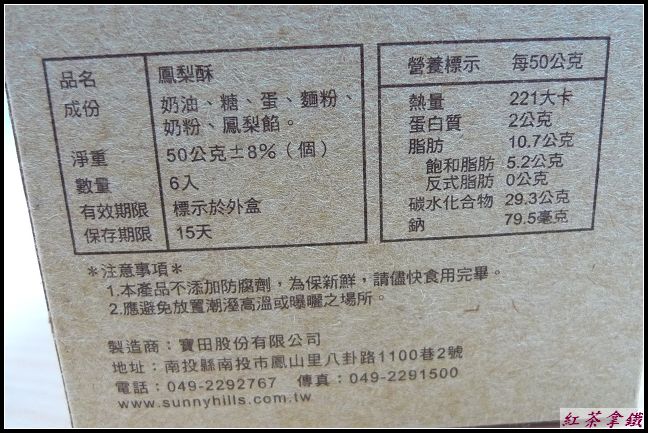 品名 鳳梨酥
成份 奶油、糖、蛋、麵粉、
奶粉、鳳梨餡。
淨重 50公克±8%（個）
數量 6入
有效期限 標示於外盒
保存期限 15天
營養標示 每50公克
熱量 221大卡
蛋白質 2公克
脂肪 10.7公克
飽和脂肪 5.2公克
反式脂肪 0公克
碳水化合物 29.3公克
鈉 79.5毫克
＊注意事項＊
1.本產品不添加防腐劑，為保新鮮，請儘快食用完畢。
2.應避免放置潮溼高溫或曝曬之場所。
製造商：寶田股份有限公司
地址：南投縣南投市鳳山里八卦路1100巷2號
電話：049-2292767 傳真：049-2291500
www.sunnyhills.com.tw
紅茶拿鐵